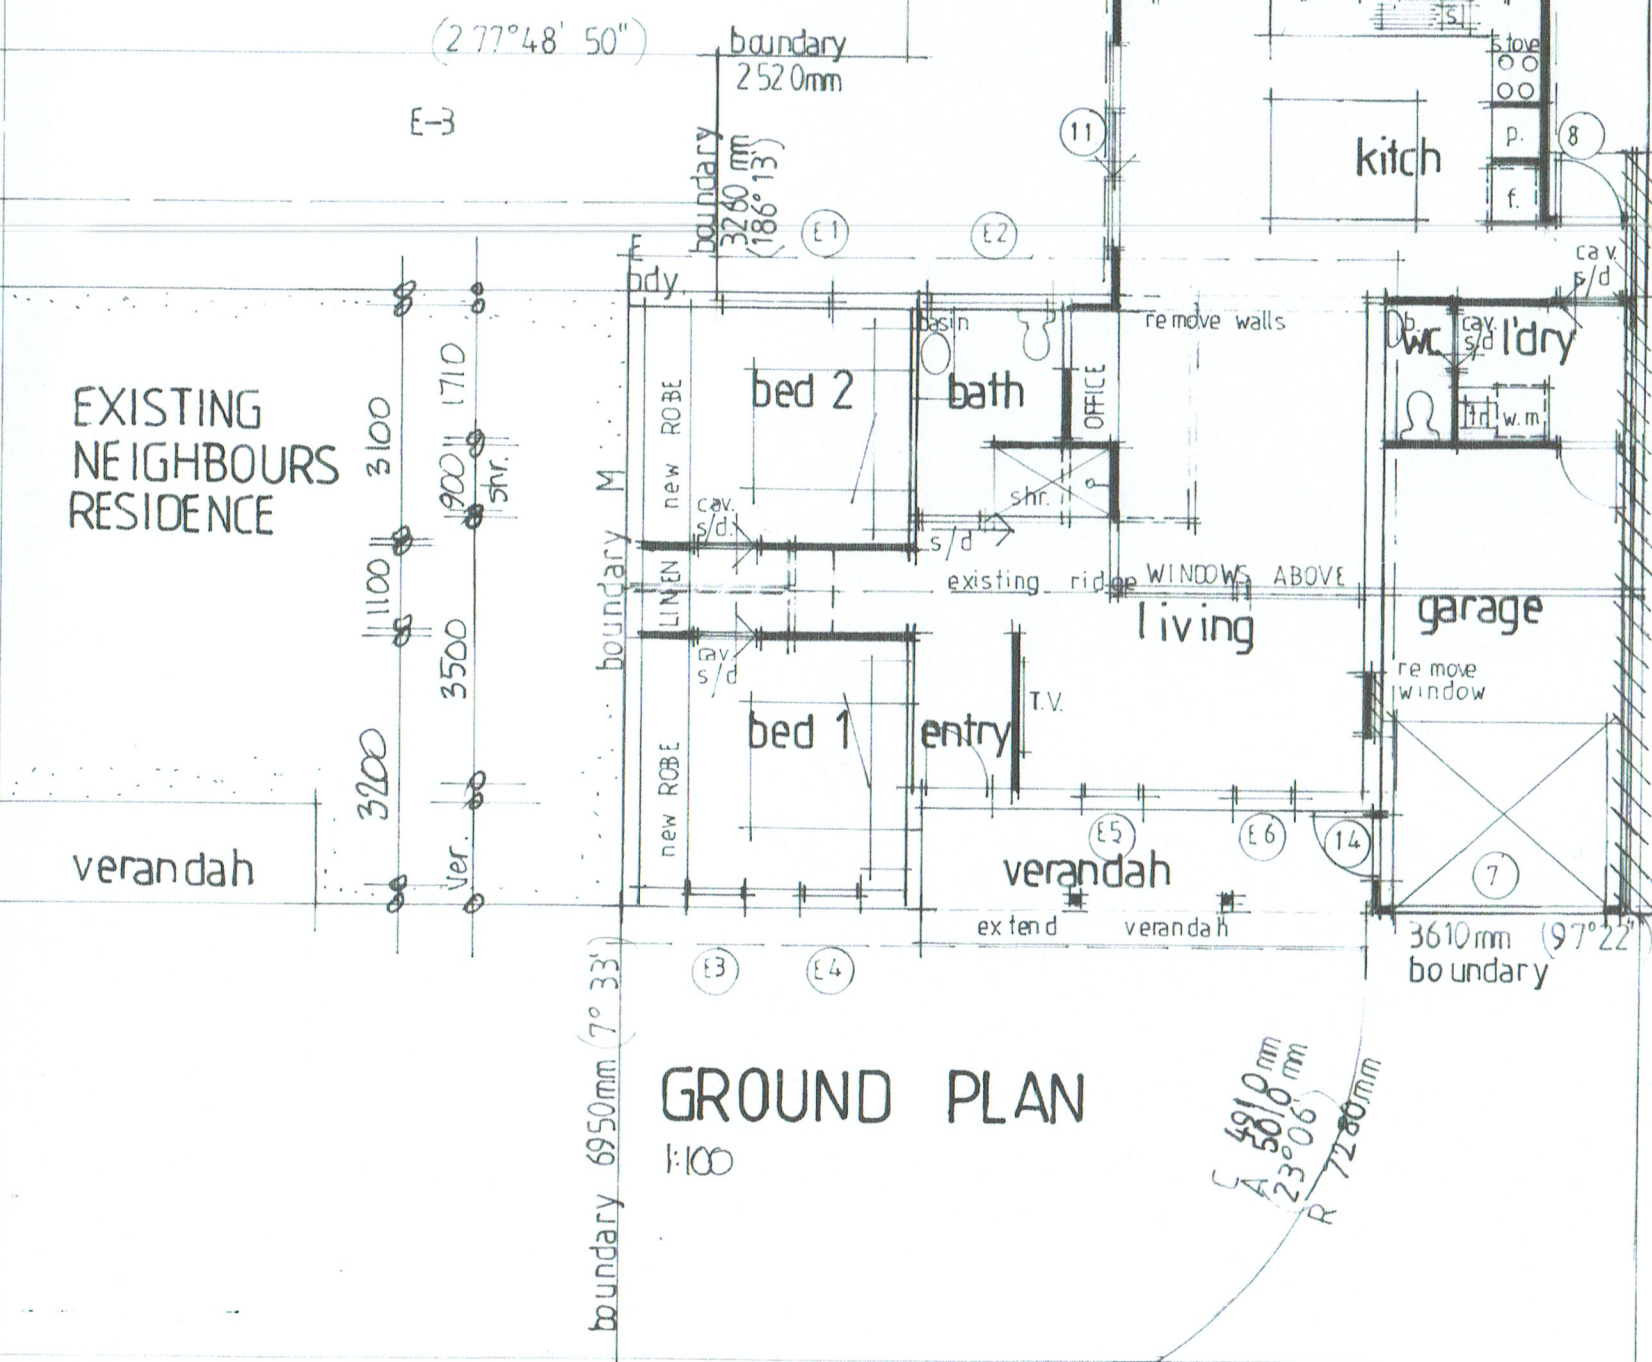 (277°48' 50")
boundary
2520mm
E-3
boundary
3260 mm
(186°13')
s
stove
11
kitch
p.
8
f.
E1
E2
E
bdy.
cav.
s/d
basin
remove walls
wc
cav.
s/d
l'dry
EXISTING
NEIGHBOURS
RESIDENCE
3100
1710
new ROBE
bed 2
bath
OFFICE
w.m.
900
shr.
boundary M
cav.
s/d
shr.
s/d
1100
LINEN
existing ridge
WINDOWS ABOVE
living
garage
3500
cav.
s/d
remove
window
T.V.
3200
new ROBE
bed 1
entry
verandah
ver.
E5
E6
14
verandah
7
extend verandah
3610mm (97°22')
boundary
E3
E4
boundary 6950mm (7° 33')
GROUND PLAN
1:100
C 4910mm
A 5010mm
23°06'
R 7280mm